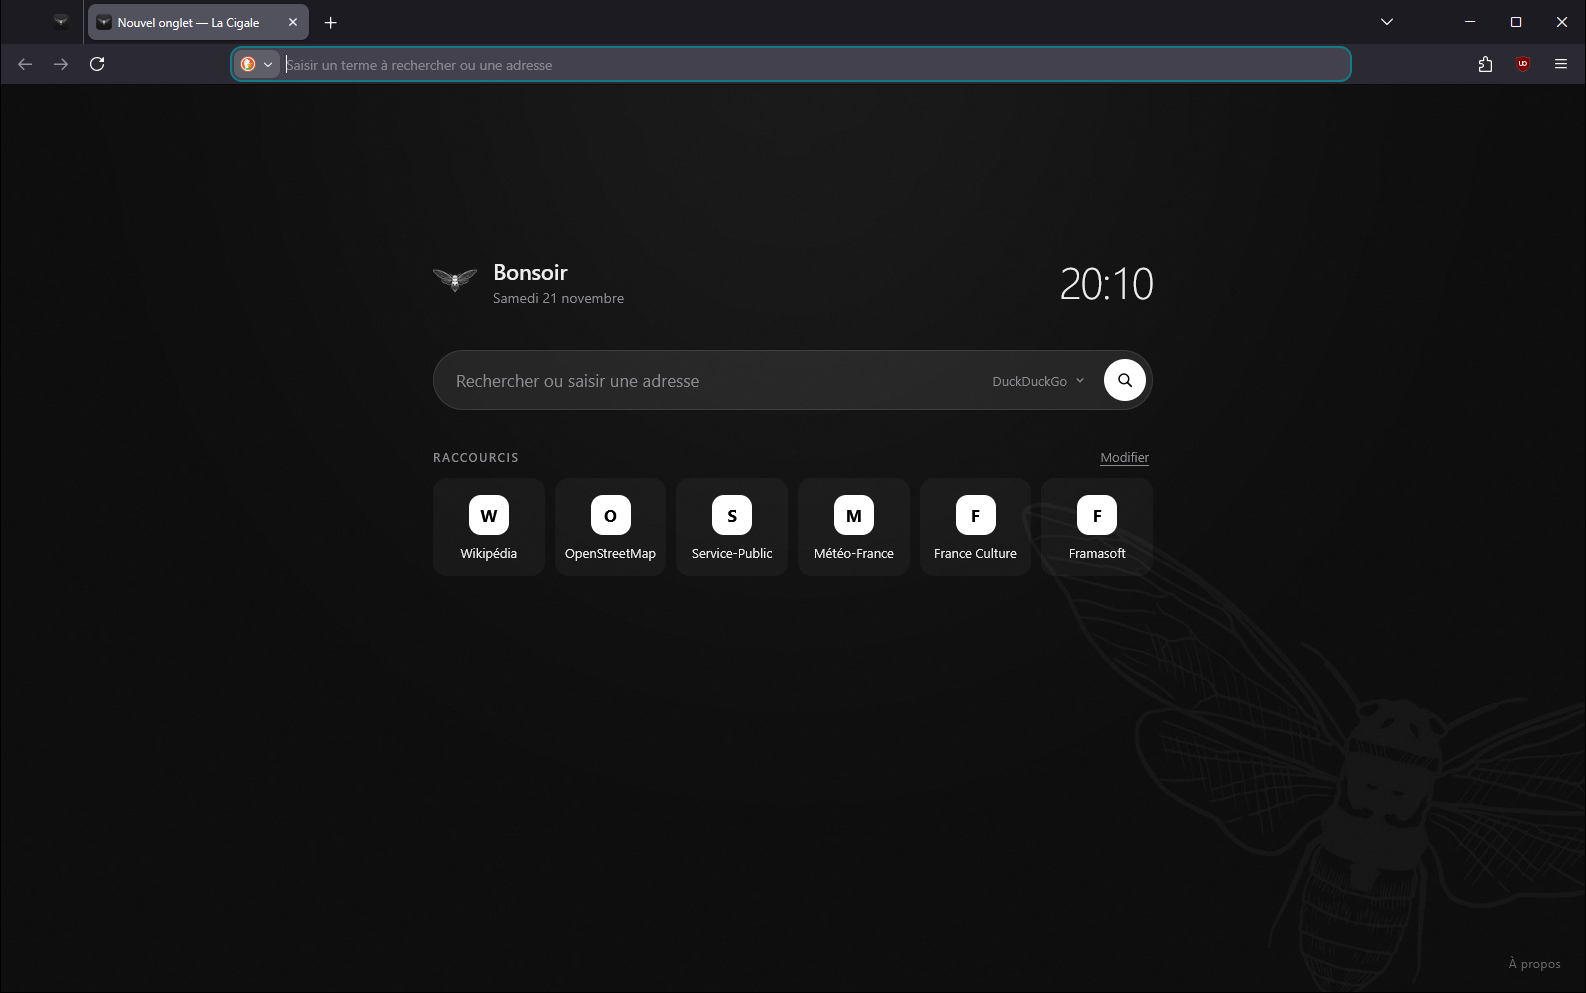 Nouvel onglet — La Cigale
Saisir un terme à rechercher ou une adresse
Bonsoir
Samedi 21 novembre
20:10
Rechercher ou saisir une adresse
DuckDuckGo
RACCOURCIS
Modifier
W
O
S
M
F
F
Wikipédia
OpenStreetMap
Service-Public
Météo-France
France Culture
Framasoft
À propos